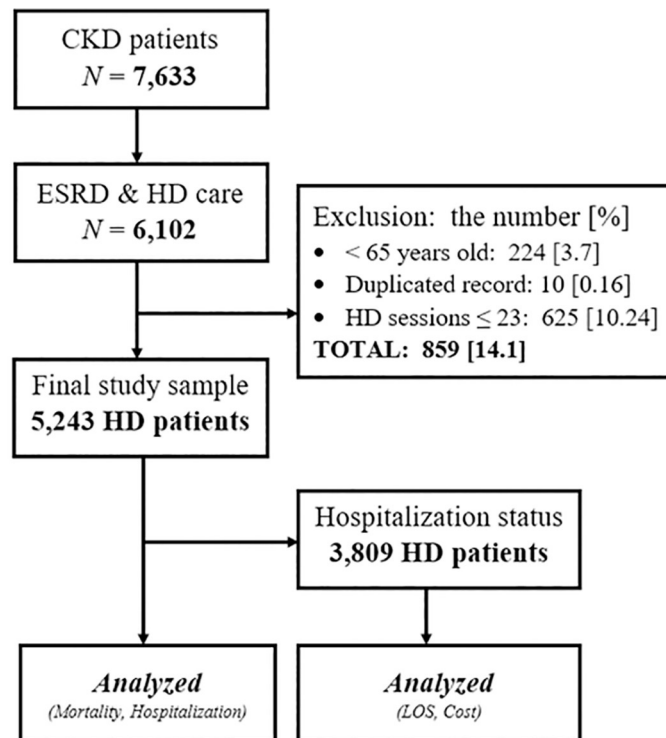 CKD patients
N = 7,633
ESRD & HD care
N = 6,102
Exclusion: the number [%]
• < 65 years old: 224 [3.7]
• Duplicated record: 10 [0.16]
• HD sessions ≤ 23: 625 [10.24]
TOTAL: 859 [14.1]
Final study sample
5,243 HD patients
Hospitalization status
3,809 HD patients
Analyzed
(Mortality, Hospitalization)
Analyzed
(LOS, Cost)